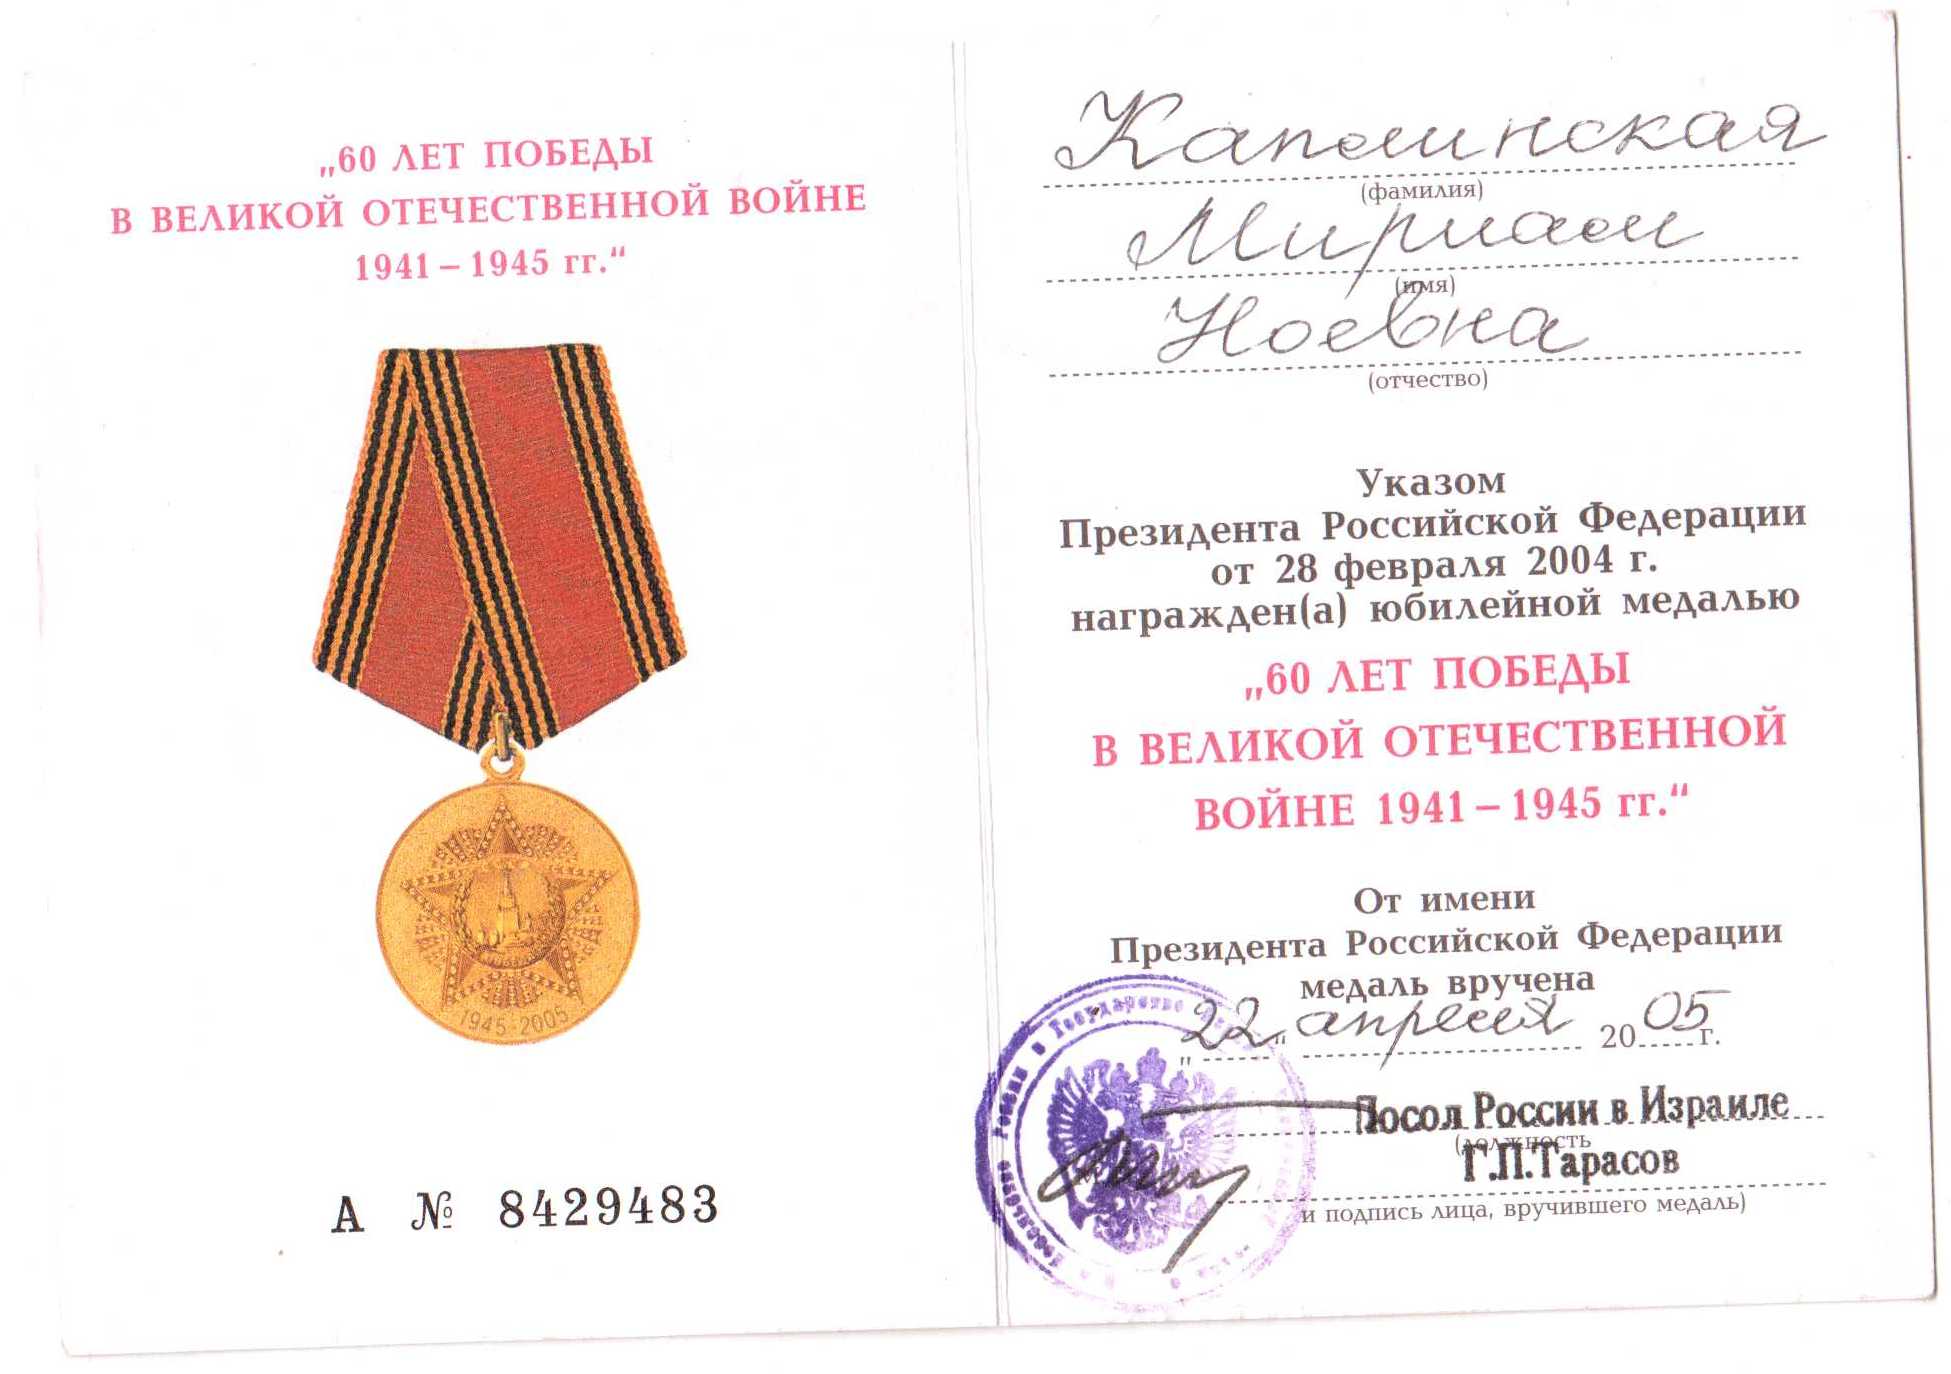 „60 ЛЕТ ПОБЕДЫ
В ВЕЛИКОЙ ОТЕЧЕСТВЕННОЙ ВОЙНЕ
1941 – 1945 гг.“
1945-2005
А № 8429483
Каплинская
(фамилия)
Мириам
(имя)
Ноевна
(отчество)
Указом
Президента Российской Федерации
от 28 февраля 2004 г.
награжден(а) юбилейной медалью
„60 ЛЕТ ПОБЕДЫ
В ВЕЛИКОЙ ОТЕЧЕСТВЕННОЙ
ВОЙНЕ 1941 – 1945 гг.“
От имени
Президента Российской Федерации
медаль вручена
„22“ апреля 2005 г.
Посол России в Израиле
(должность
Г.П.Тарасов
и подпись лица, вручившего медаль)
России в Государстве